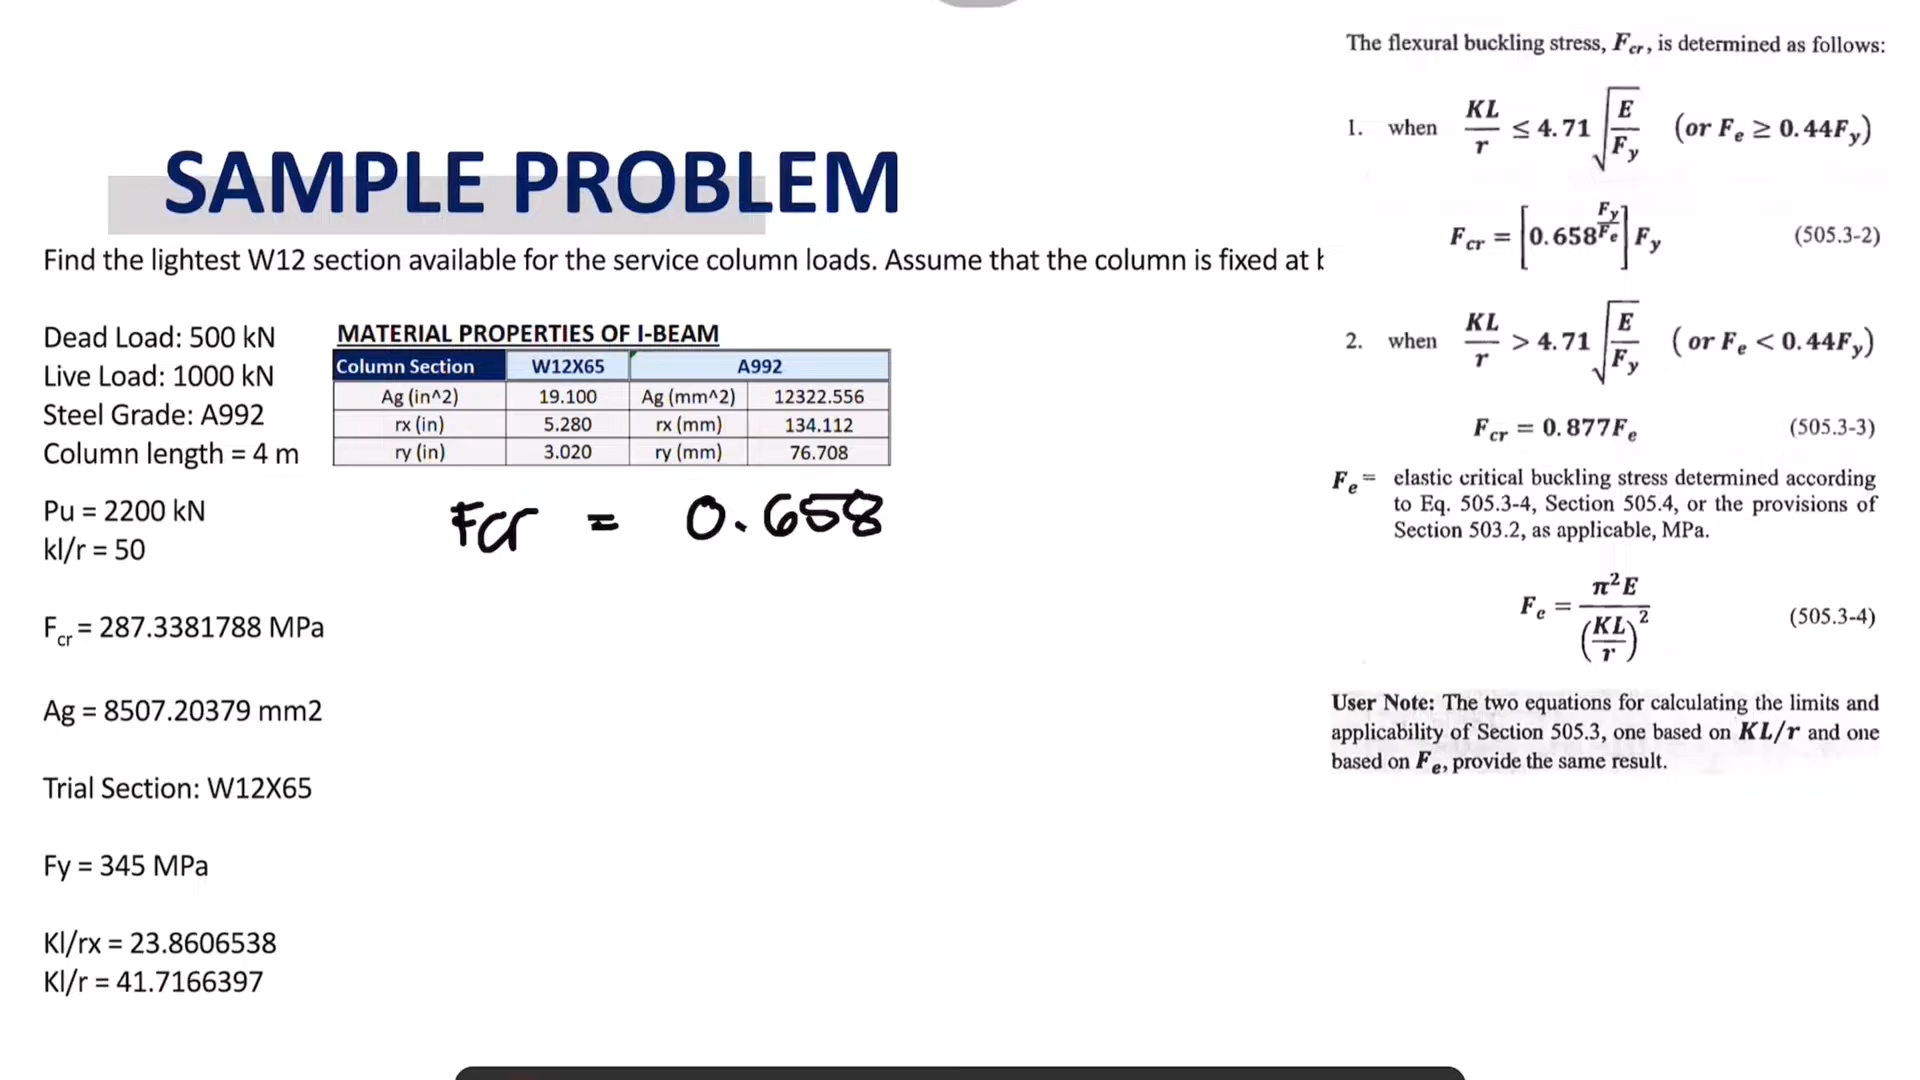 SAMPLE PROBLEM
Find the lightest W12 section available for the service column loads. Assume that the column is fixed at
Dead Load: 500 kN
Live Load: 1000 kN
Steel Grade: A992
Column length = 4 m
Pu = 2200 kN
kl/r = 50
Fcr = 287.3381788 MPa
Ag = 8507.20379 mm2
Trial Section: W12X65
Fy = 345 MPa
Kl/rx = 23.8606538
Kl/r = 41.7166397
MATERIAL PROPERTIES OF I-BEAM
Column Section W12X65 A992
Ag (in^2) 19.100 Ag (mm^2) 12322.556
rx (in) 5.280 rx (mm) 134.112
ry (in) 3.020 ry (mm) 76.708
Fcr = 0.658
The flexural buckling stress, Fcr, is determined as follows:
1. when KL/r ≤ 4.71 √(E/Fy) (or Fe ≥ 0.44Fy)
Fcr = [0.658^(Fy/Fe)] Fy (505.3-2)
2. when KL/r > 4.71 √(E/Fy) ( or Fe < 0.44Fy)
Fcr = 0.877Fe (505.3-3)
Fe = elastic critical buckling stress determined according
to Eq. 505.3-4, Section 505.4, or the provisions of
Section 503.2, as applicable, MPa.
Fe = π²E/(KL/r)² (505.3-4)
User Note: The two equations for calculating the limits and
applicability of Section 505.3, one based on KL/r and one
based on Fe, provide the same result.